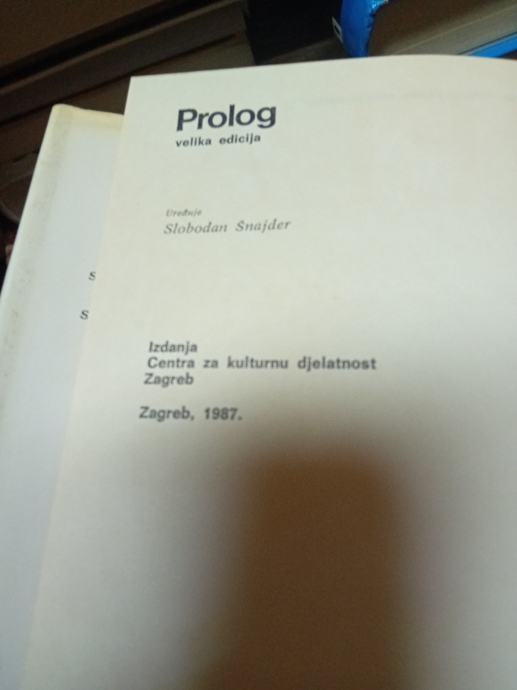 Prolog
velika edicija
Uređuje
Slobodan Šnajder
Izdanja
Centra za kulturnu djelatnost
Zagreb
Zagreb, 1987.
s
s